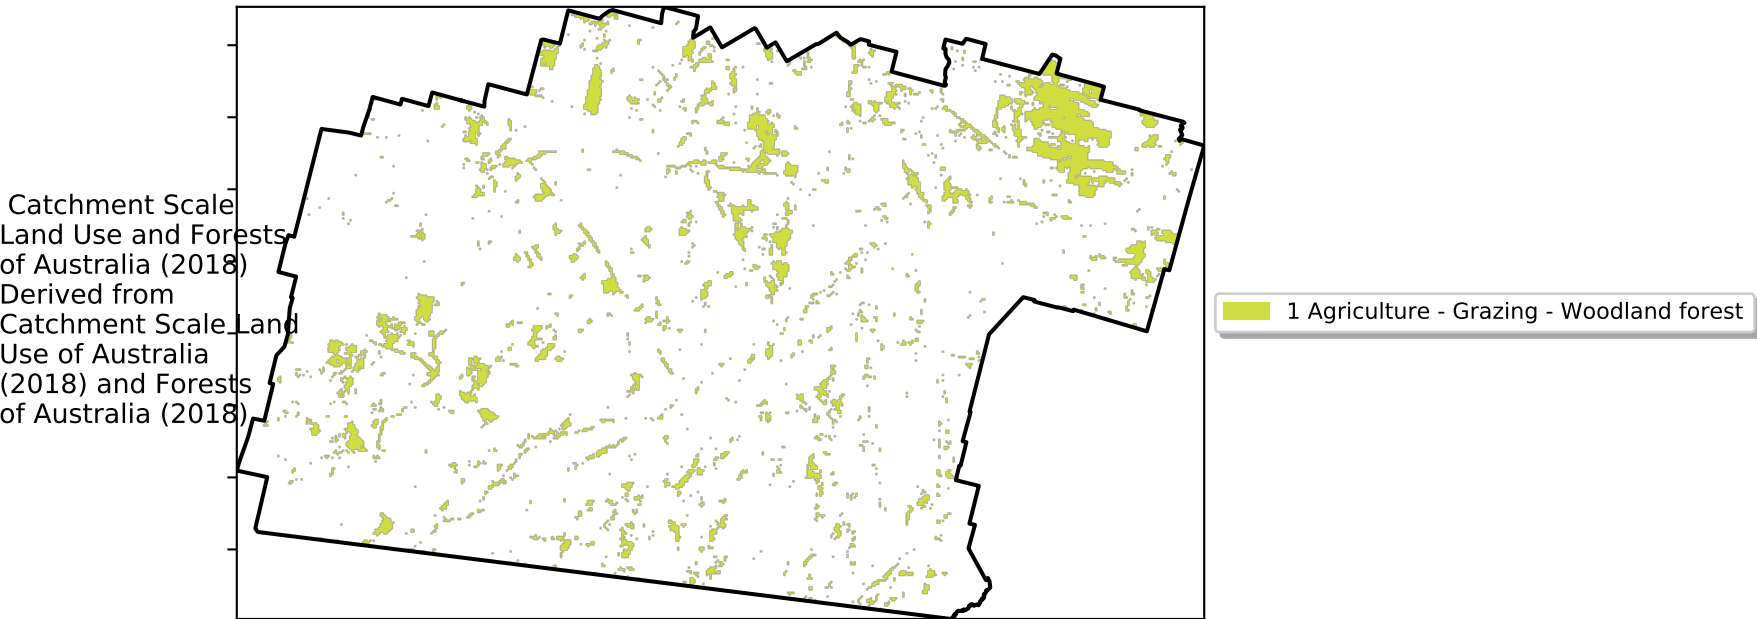 Catchment Scale
Land Use and Forests
of Australia (2018)
Derived from
Catchment Scale Land
Use of Australia
(2018) and Forests
of Australia (2018)
1 Agriculture - Grazing - Woodland forest